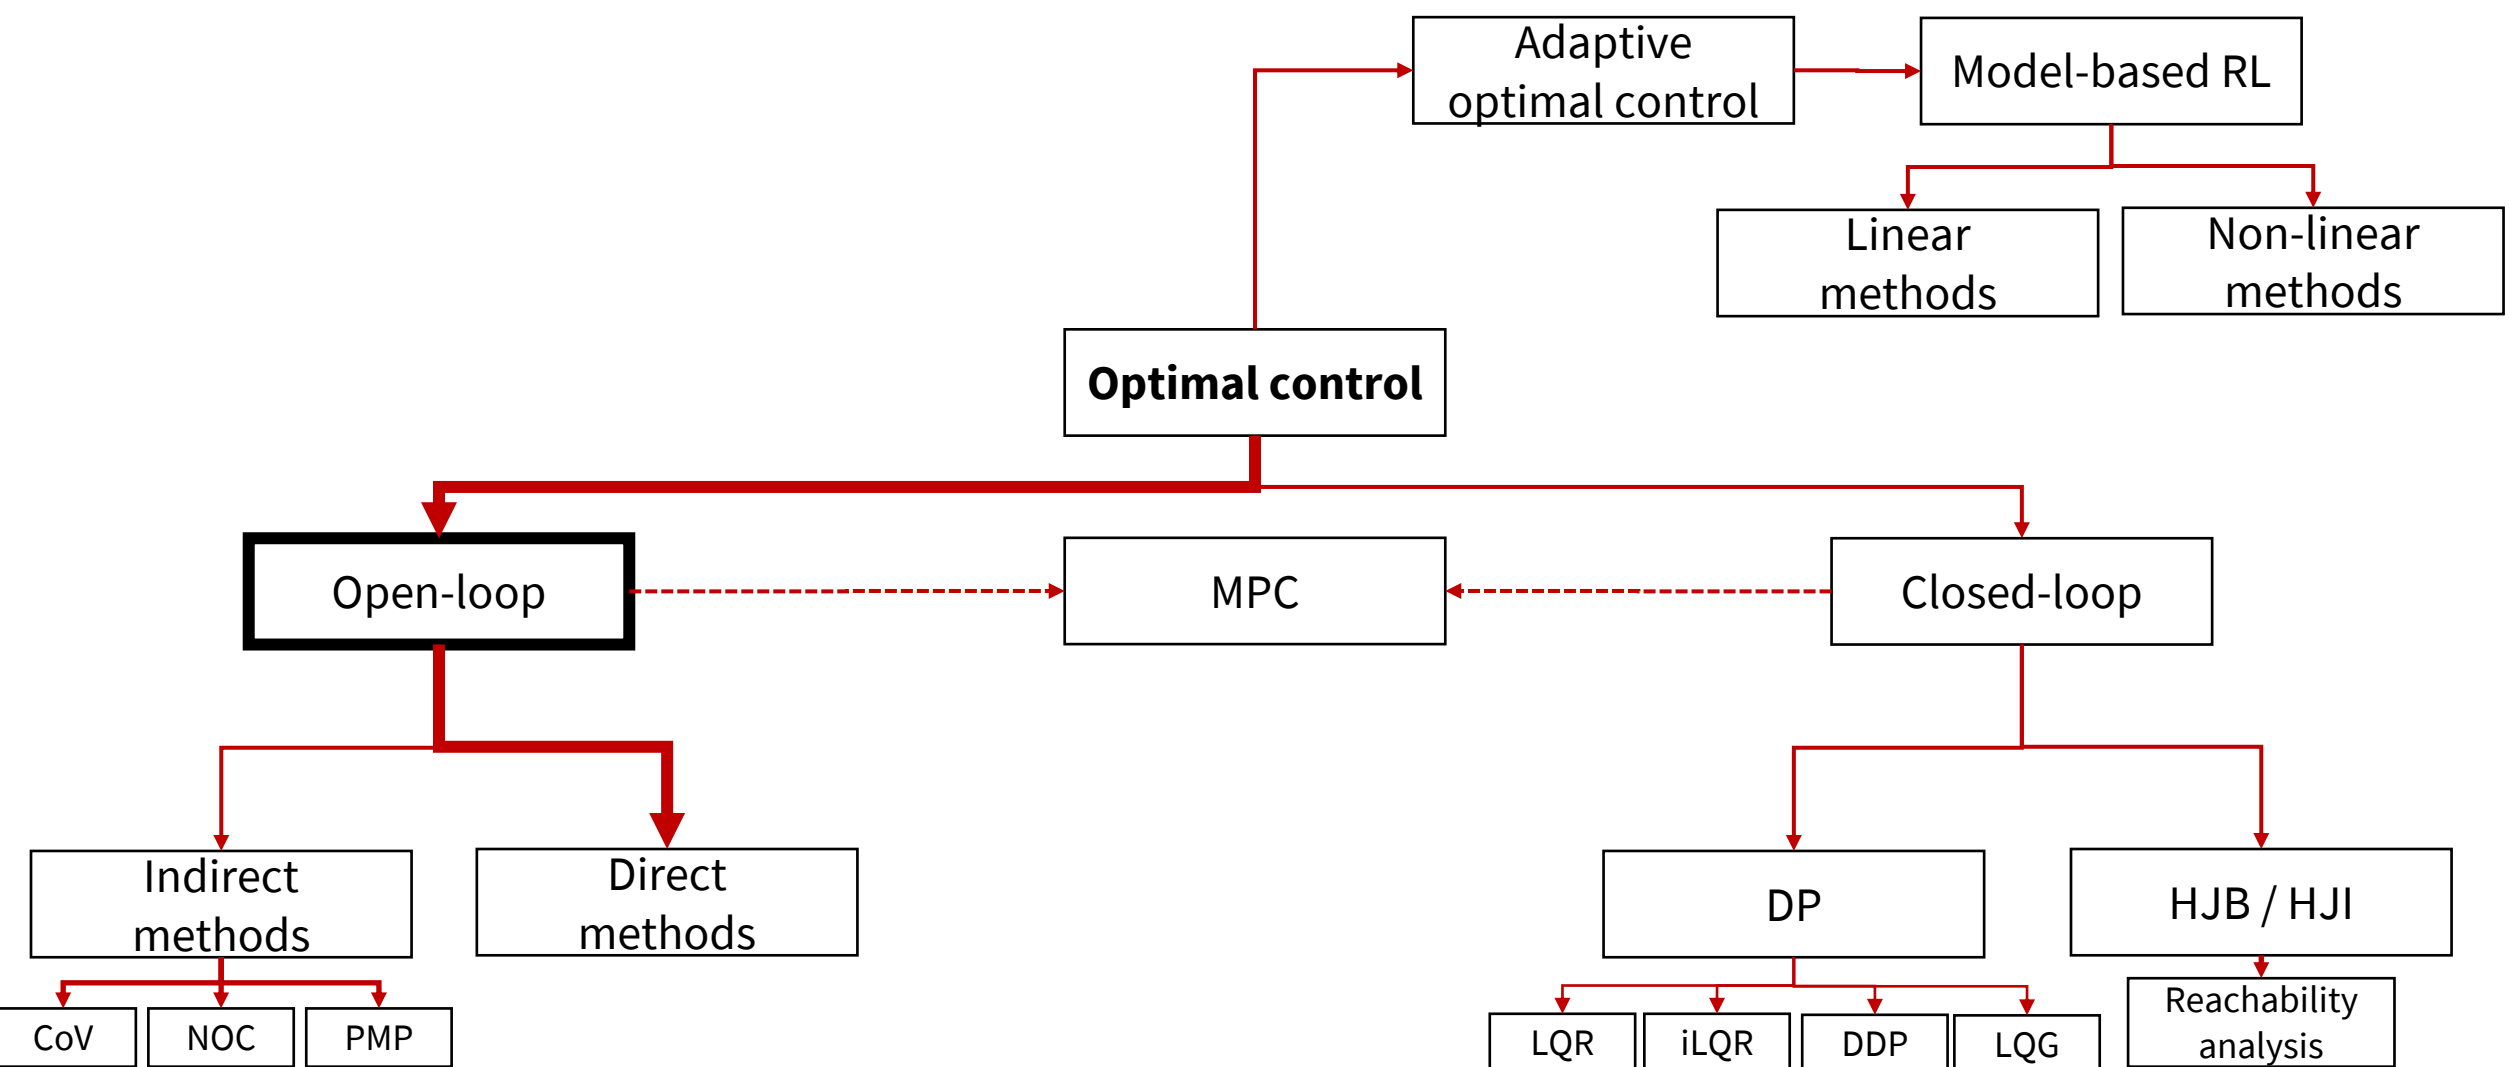 Adaptive
optimal control
Model-based RL
Linear
methods
Non-linear
methods
Optimal control
Open-loop
MPC
Closed-loop
Indirect
methods
Direct
methods
DP
HJB / HJI
CoV
NOC
PMP
LQR
iLQR
DDP
LQG
Reachability
analysis